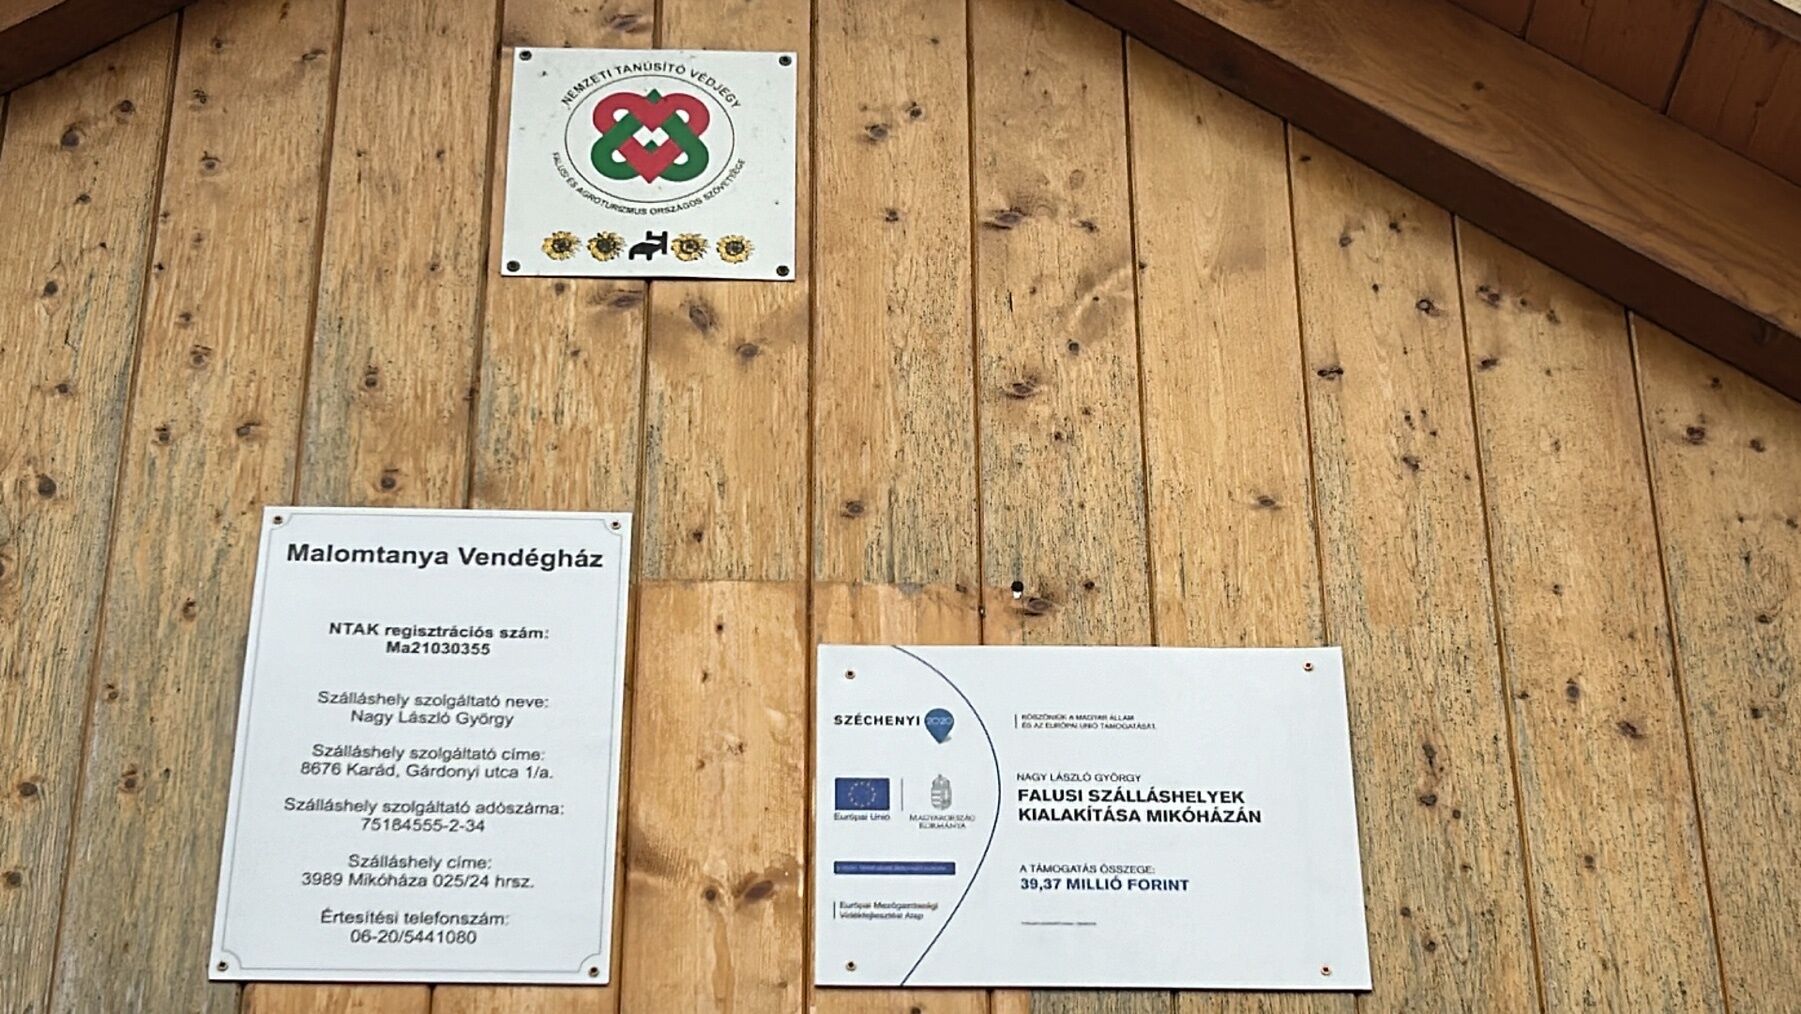 NEMZETI TANÚSÍTÓ VÉDJEGY
FALUSI ÉS AGROTURIZMUS ORSZÁGOS SZÖVETSÉGE
Malomtanya Vendégház
NTAK regisztrációs szám:
Ma21030355
Szálláshely szolgáltató neve:
Nagy László György
Szálláshely szolgáltató címe:
8676 Karád, Gárdonyi utca 1/a.
Szálláshely szolgáltató adószáma:
75184555-2-34
Szálláshely címe:
3989 Mikóháza 025/24 hrsz.
Értesítési telefonszám:
06-20/5441080
SZÉCHENYI 2020
Európai Unió
MAGYARORSZÁG
KORMÁNYA
Európai Mezőgazdasági
Vidékfejlesztési Alap
KÖSZÖNJÜK A MAGYAR ÁLLAM
ÉS AZ EURÓPAI UNIÓ TÁMOGATÁSÁT.
NAGY LÁSZLÓ GYÖRGY
FALUSI SZÁLLÁSHELYEK
KIALAKÍTÁSA MIKÓHÁZÁN
A TÁMOGATÁS ÖSSZEGE:
39,37 MILLIÓ FORINT